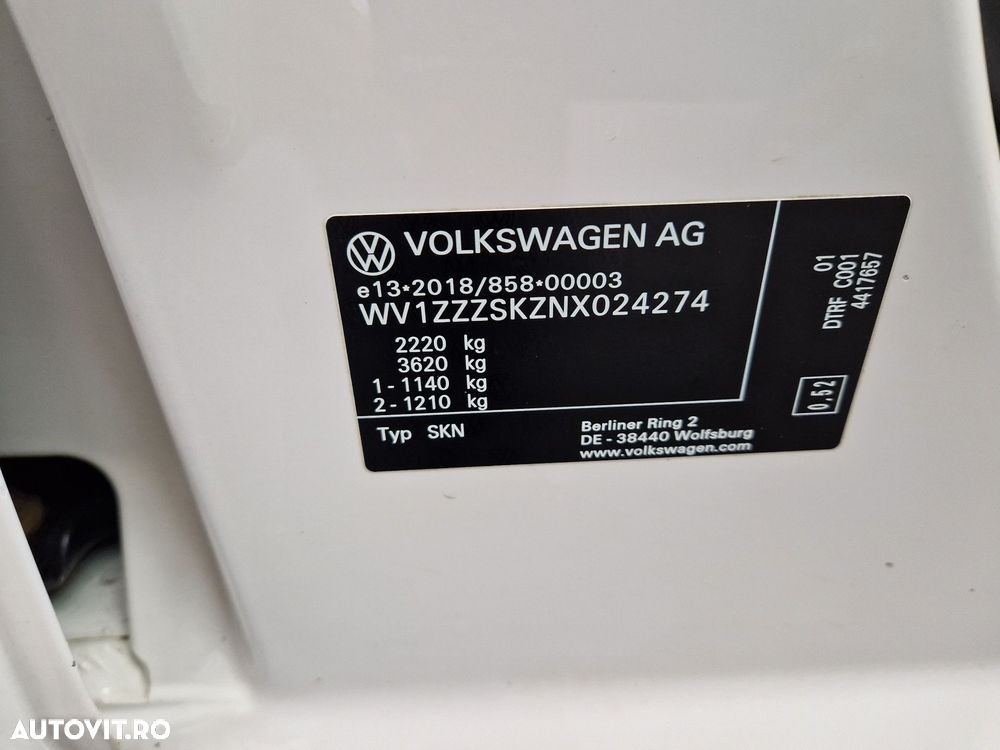 VOLKSWAGEN AG
e13*2018/858*00003
WV1ZZZSKZNX024274
2220 kg
3620 kg
1 - 1140 kg
2 - 1210 kg
Typ SKN
Berliner Ring 2
DE - 38440 Wolfsburg
www.volkswagen.com
01
DTRF C001
4417657
0,52
AUTOVIT.RO